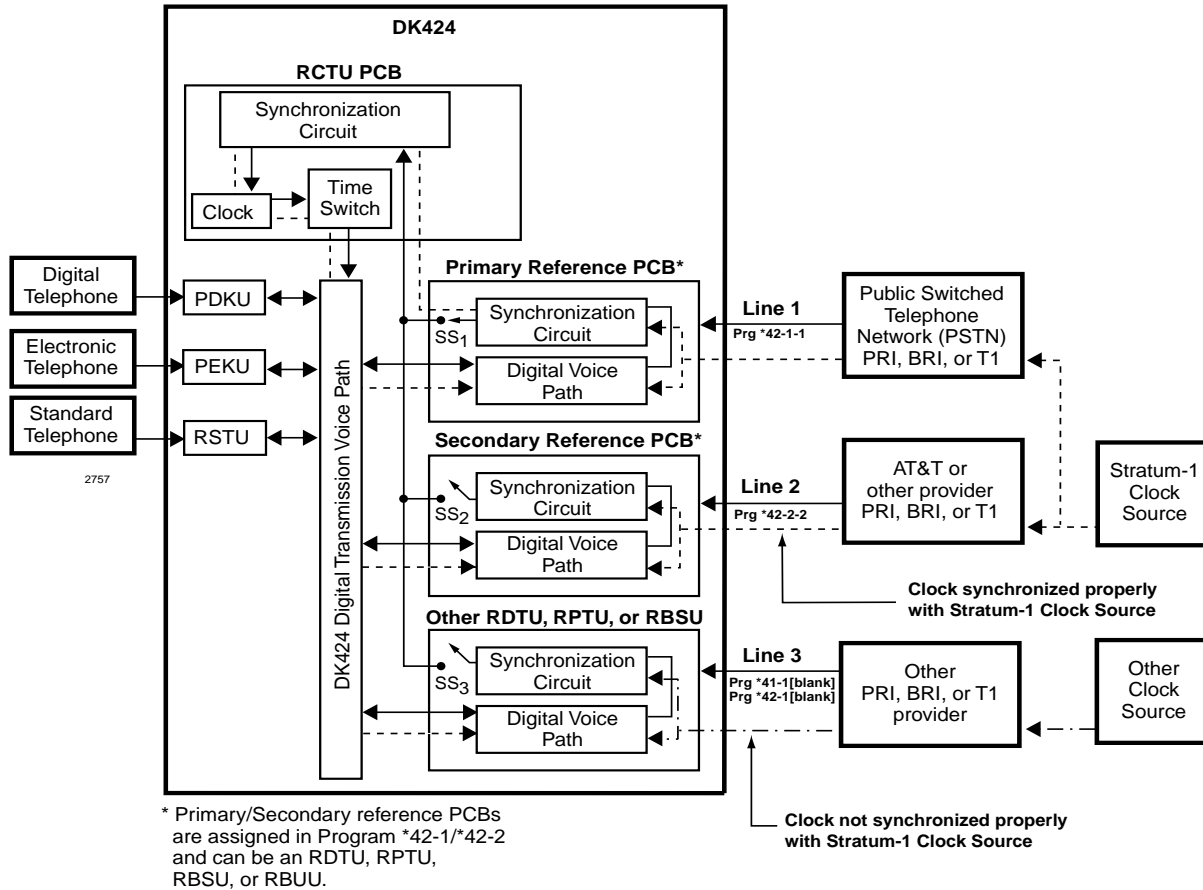 DK424
RCTU PCB
Synchronization
Circuit
Clock
Time
Switch
Digital
Telephone
PDKU
Electronic
Telephone
PEKU
Standard
Telephone
RSTU
2757
DK424 Digital Transmission Voice Path
Primary Reference PCB*
SS1
Synchronization
Circuit
Digital Voice
Path
Line 1
Prg *42-1-1
Public Switched
Telephone
Network (PSTN)
PRI, BRI, or T1
Secondary Reference PCB*
SS2
Synchronization
Circuit
Digital Voice
Path
Line 2
Prg *42-2-2
AT&T or
other provider
PRI, BRI, or T1
Stratum-1
Clock
Source
Clock synchronized properly
with Stratum-1 Clock Source
Other RDTU, RPTU, or RBSU
SS3
Synchronization
Circuit
Digital Voice
Path
Line 3
Prg *41-1[blank]
Prg *42-1[blank]
Other
PRI, BRI, or T1
provider
Other
Clock
Source
Clock not synchronized properly
with Stratum-1 Clock Source
* Primary/Secondary reference PCBs
are assigned in Program *42-1/*42-2
and can be an RDTU, RPTU,
RBSU, or RBUU.